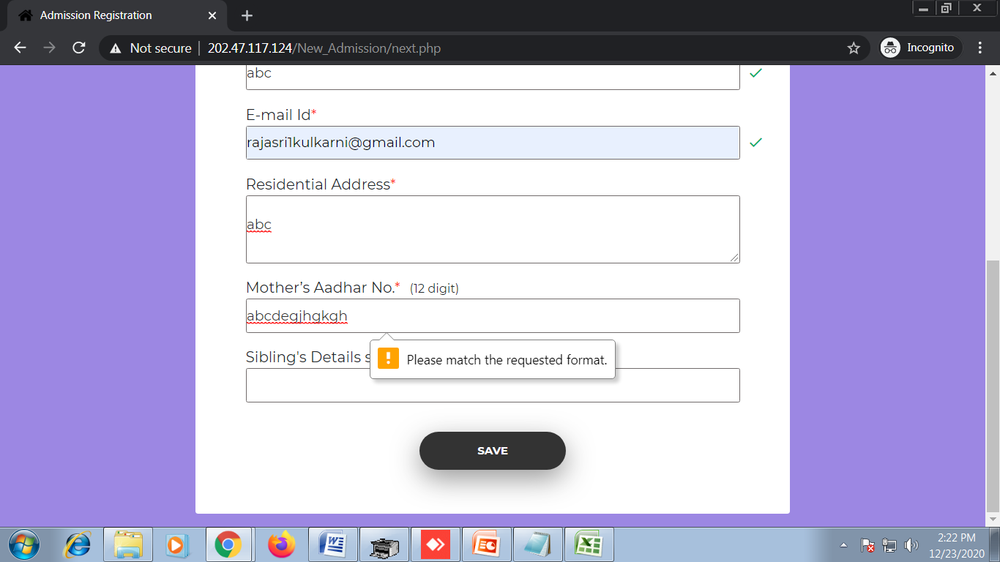 Admission Registration
Not secure | 202.47.117.124/New_Admission/next.php
Incognito
abc
E-mail Id*
rajasri1kulkarni@gmail.com
Residential Address*
abc
Mother’s Aadhar No.* (12 digit)
abcdegjhgkgh
Please match the requested format.
Sibling's Details
SAVE
2:22 PM
12/23/2020